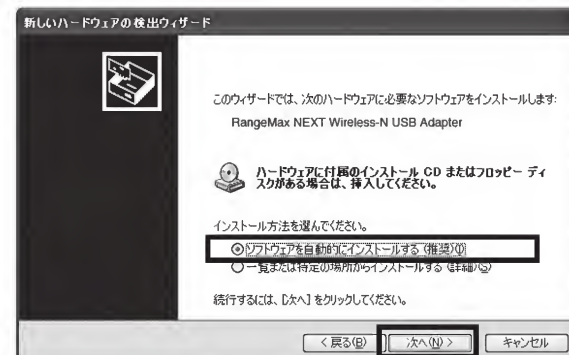 新しいハードウェアの検出ウィザード
このウィザードでは、次のハードウェアに必要なソフトウェアをインストールします:
RangeMax NEXT Wireless-N USB Adapter
ハードウェアに付属のインストール CD またはフロッピー ディ
スクがある場合は、挿入してください。
インストール方法を選んでください。
ソフトウェアを自動的にインストールする (推奨)(I)
一覧または特定の場所からインストールする (詳細)(S)
続行するには、[次へ] をクリックしてください。
< 戻る(B) 次へ(N) > キャンセル